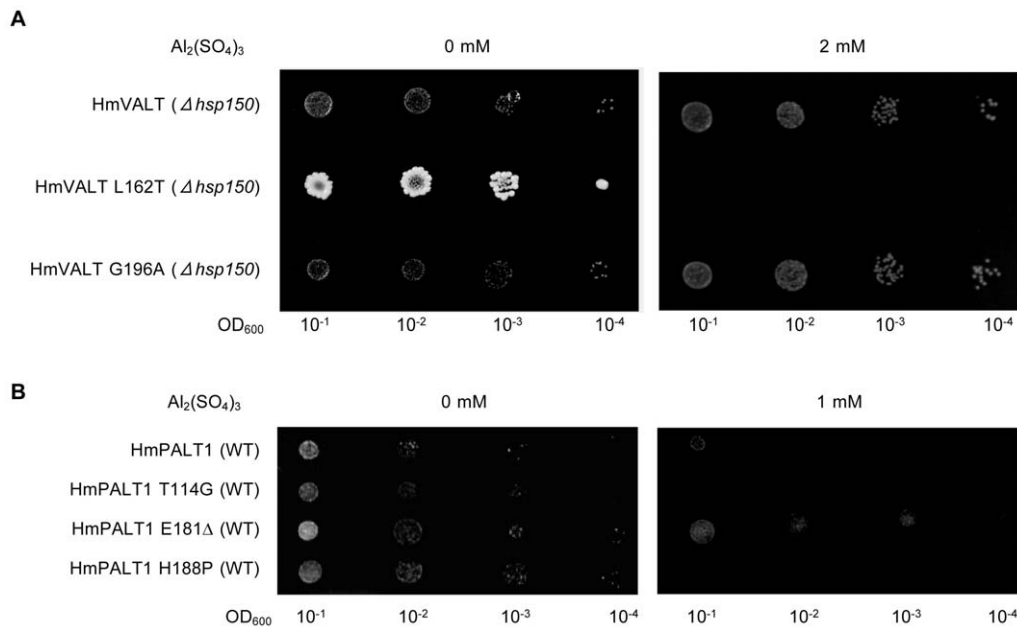 A
Al₂(SO₄)₃ 0 mM 2 mM
HmVALT (Δhsp150)
HmVALT L162T (Δhsp150)
HmVALT G196A (Δhsp150)
OD₆₀₀ 10⁻¹ 10⁻² 10⁻³ 10⁻⁴ 10⁻¹ 10⁻² 10⁻³ 10⁻⁴
B
Al₂(SO₄)₃ 0 mM 1 mM
HmPALT1 (WT)
HmPALT1 T114G (WT)
HmPALT1 E181Δ (WT)
HmPALT1 H188P (WT)
OD₆₀₀ 10⁻¹ 10⁻² 10⁻³ 10⁻⁴ 10⁻¹ 10⁻² 10⁻³ 10⁻⁴